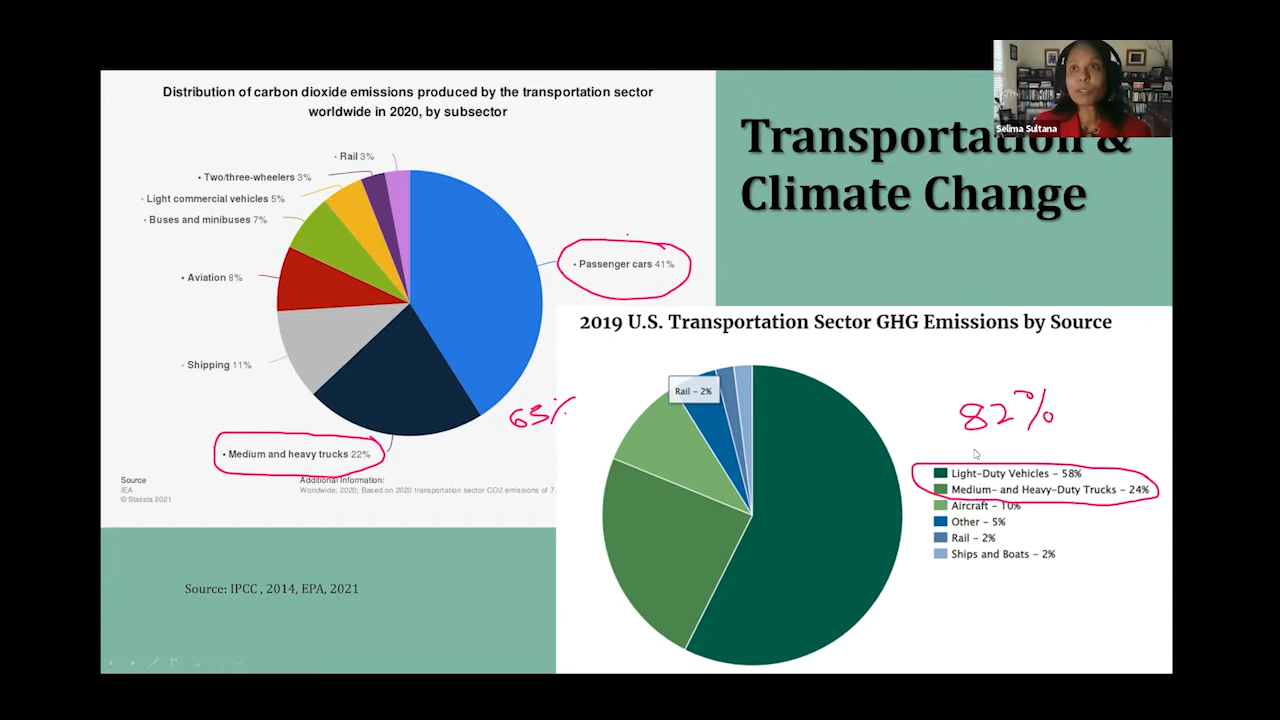 Distribution of carbon dioxide emissions produced by the transportation sector
worldwide in 2020, by subsector
Rail 3%
Two/three-wheelers 3%
Light commercial vehicles 5%
Buses and minibuses 7%
Aviation 8%
Passenger cars 41%
Shipping 11%
Medium and heavy trucks 22%
65%
Source
IEA
© Statista 2021
Additional Information:
Worldwide; 2020; Based on 2020 transportation sector CO2 emissions of 7.
Selima Sultana
Transportation &
Climate Change
2019 U.S. Transportation Sector GHG Emissions by Source
Rail – 2%
82%
Light-Duty Vehicles – 58%
Medium- and Heavy-Duty Trucks – 24%
Aircraft – 10%
Other – 5%
Rail – 2%
Ships and Boats – 2%
Source: IPCC , 2014, EPA, 2021